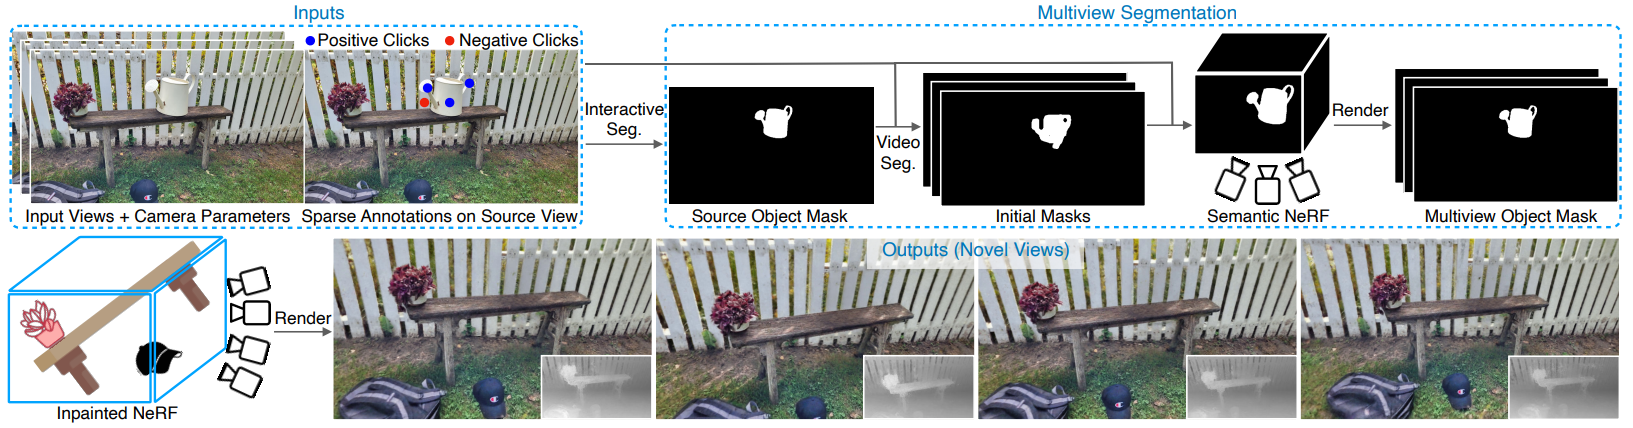 Inputs
Multiview Segmentation
Positive Clicks
Negative Clicks
Interactive
Seg.
Video
Seg.
Render
Input Views + Camera Parameters
Sparse Annotations on Source View
Source Object Mask
Initial Masks
Semantic NeRF
Multiview Object Mask
Outputs (Novel Views)
Render
Inpainted NeRF